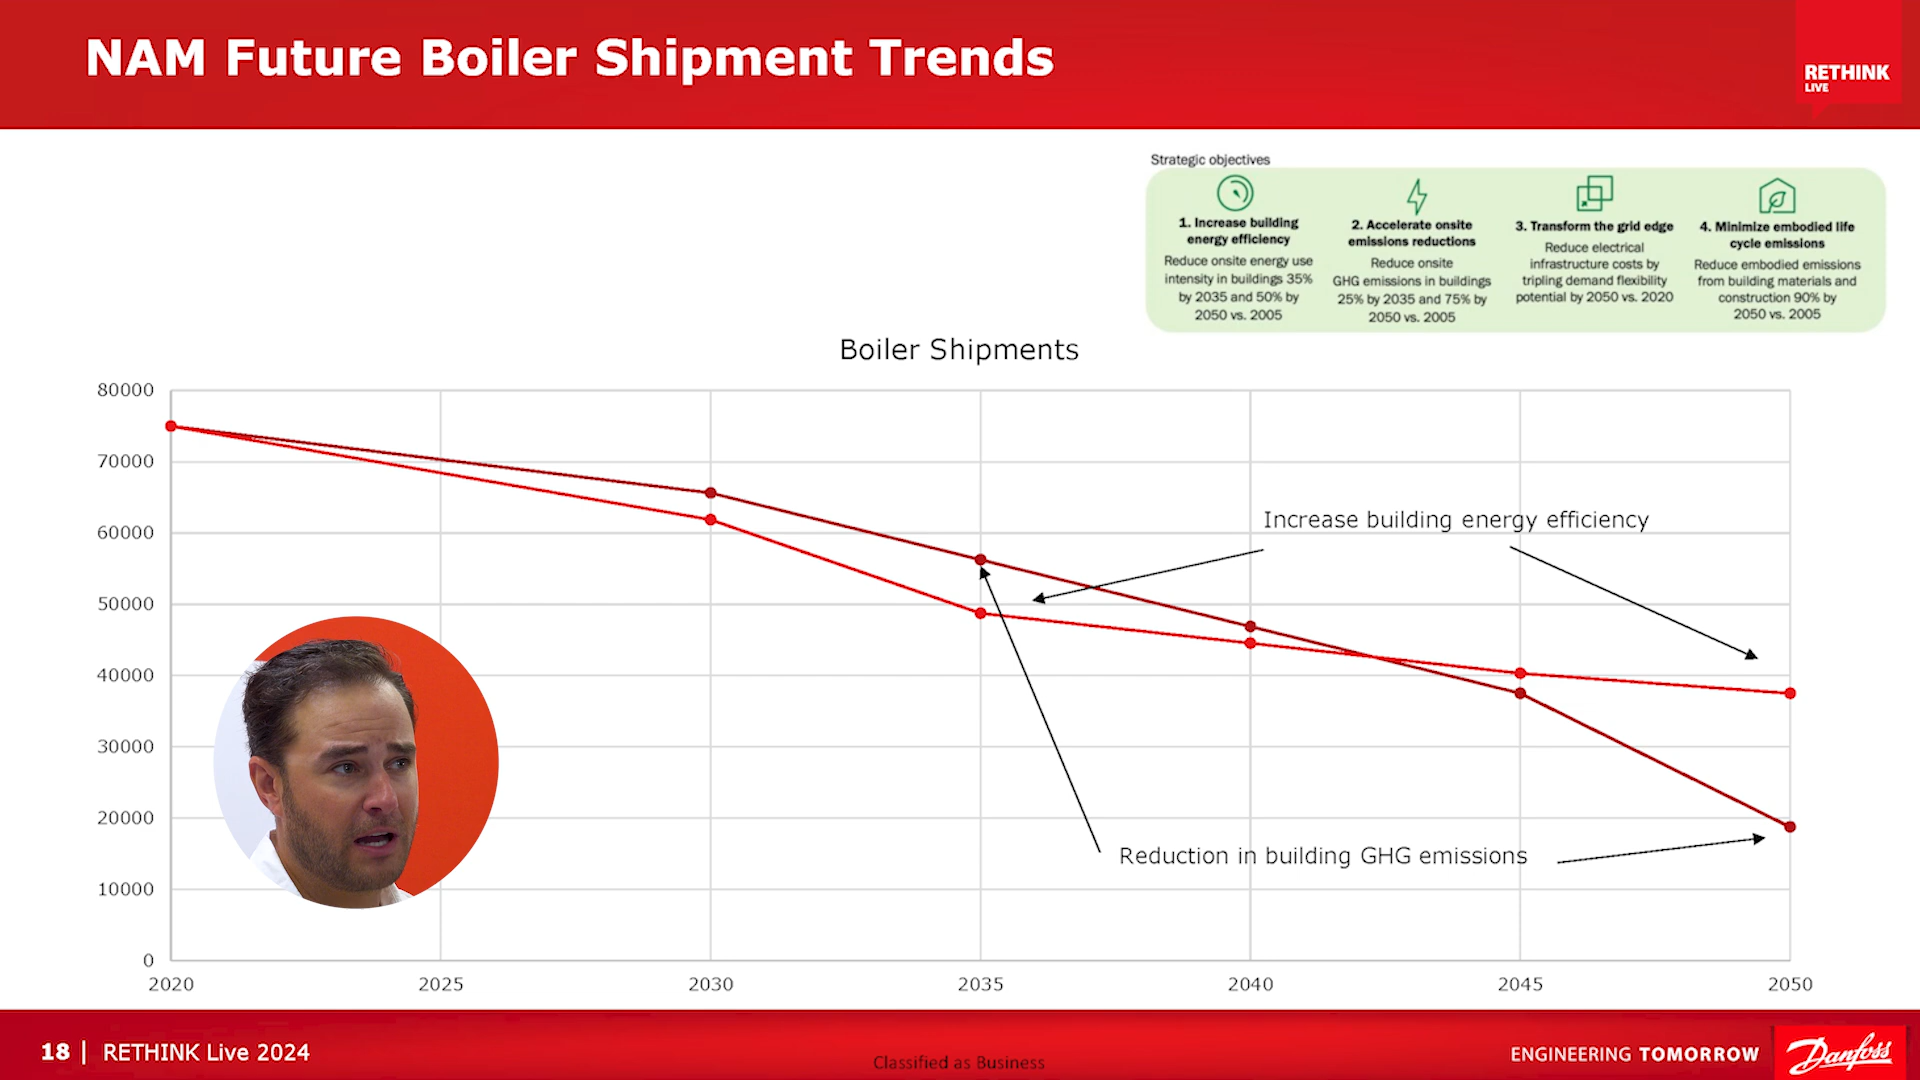 NAM Future Boiler Shipment Trends
RETHINK
LIVE
Strategic objectives
1. Increase building
energy efficiency
Reduce onsite energy use
intensity in buildings 35%
by 2035 and 50% by
2050 vs. 2005
2. Accelerate onsite
emissions reductions
Reduce onsite
GHG emissions in buildings
25% by 2035 and 75% by
2050 vs. 2005
3. Transform the grid edge
Reduce electrical
infrastructure costs by
tripling demand flexibility
potential by 2050 vs. 2020
4. Minimize embodied life
cycle emissions
Reduce embodied emissions
from building materials and
construction 90% by
2050 vs. 2005
Boiler Shipments
80000
70000
60000
50000
40000
30000
20000
10000
0
Increase building energy efficiency
Reduction in building GHG emissions
2020 2025 2030 2035 2040 2045 2050
18 | RETHINK Live 2024
Classified as Business
ENGINEERING TOMORROW
Danfoss